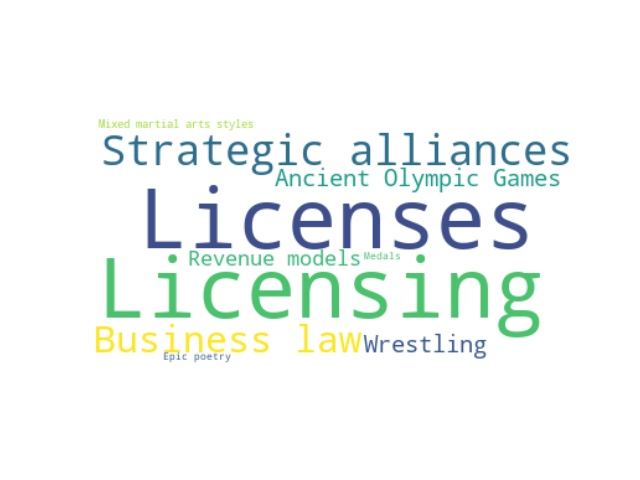 Mixed martial arts styles
Strategic alliances
Ancient Olympic Games
Licenses
Revenue models
Medals
Licensing
Business law
Wrestling
Epic poetry